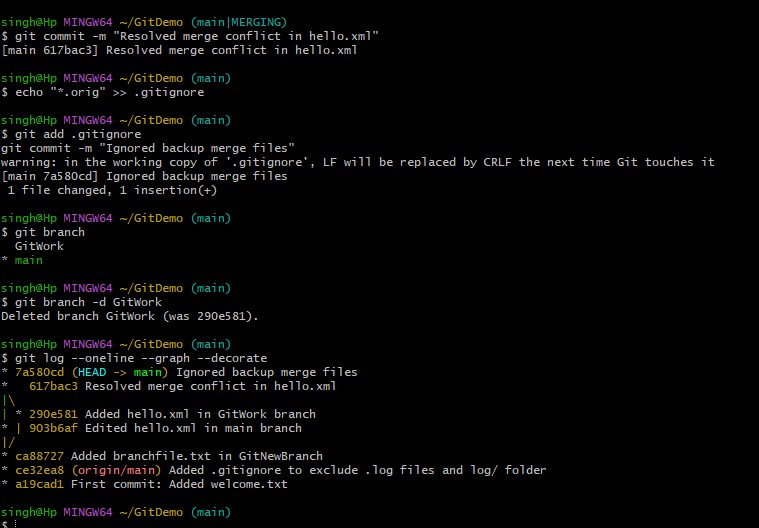 singh@Hp MINGW64 ~/GitDemo (main|MERGING)
$ git commit -m "Resolved merge conflict in hello.xml"
[main 617bac3] Resolved merge conflict in hello.xml
singh@Hp MINGW64 ~/GitDemo (main)
$ echo "*.orig" >> .gitignore
singh@Hp MINGW64 ~/GitDemo (main)
$ git add .gitignore
git commit -m "Ignored backup merge files"
warning: in the working copy of '.gitignore', LF will be replaced by CRLF the next time Git touches it
[main 7a580cd] Ignored backup merge files
 1 file changed, 1 insertion(+)
singh@Hp MINGW64 ~/GitDemo (main)
$ git branch
  GitWork
* main
singh@Hp MINGW64 ~/GitDemo (main)
$ git branch -d GitWork
Deleted branch GitWork (was 290e581).
singh@Hp MINGW64 ~/GitDemo (main)
$ git log --oneline --graph --decorate
* 7a580cd (HEAD -> main) Ignored backup merge files
*   617bac3 Resolved merge conflict in hello.xml
|\
| * 290e581 Added hello.xml in GitWork branch
* | 903b6af Edited hello.xml in main branch
|/
* ca88727 Added branchfile.txt in GitNewBranch
* ce32ea8 (origin/main) Added .gitignore to exclude .log files and log/ folder
* a19cad1 First commit: Added welcome.txt
singh@Hp MINGW64 ~/GitDemo (main)
$